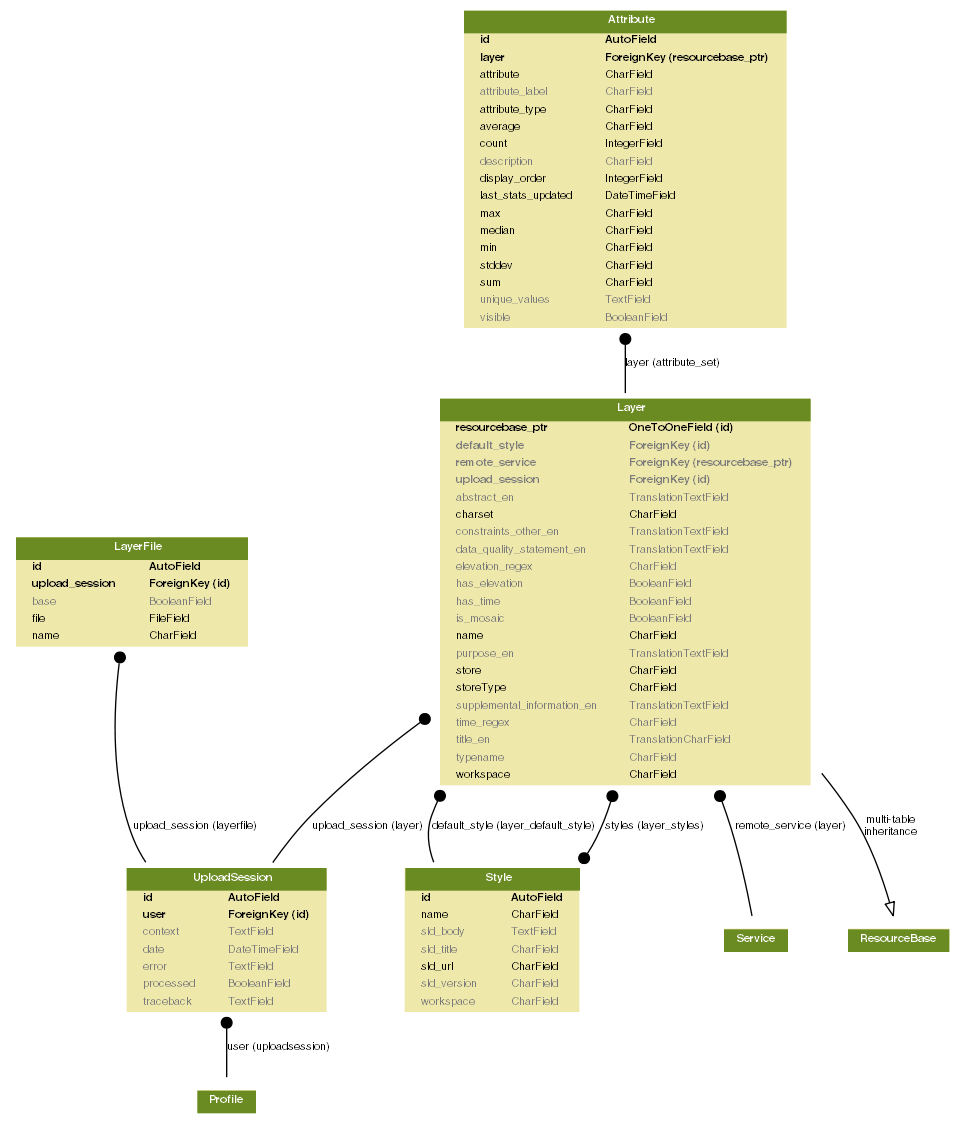 Attribute
id AutoField
layer ForeignKey (resourcebase_ptr)
attribute CharField
attribute_label CharField
attribute_type CharField
average CharField
count IntegerField
description CharField
display_order IntegerField
last_stats_updated DateTimeField
max CharField
median CharField
min CharField
stddev CharField
sum CharField
unique_values TextField
visible BooleanField
layer (attribute_set)
Layer
resourcebase_ptr OneToOneField (id)
default_style ForeignKey (id)
remote_service ForeignKey (resourcebase_ptr)
upload_session ForeignKey (id)
abstract_en TranslationTextField
charset CharField
constraints_other_en TranslationTextField
data_quality_statement_en TranslationTextField
elevation_regex CharField
has_elevation BooleanField
has_time BooleanField
is_mosaic BooleanField
name CharField
purpose_en TranslationTextField
store CharField
storeType CharField
supplemental_information_en TranslationTextField
time_regex CharField
title_en TranslationCharField
typename CharField
workspace CharField
LayerFile
id AutoField
upload_session ForeignKey (id)
base BooleanField
file FileField
name CharField
upload_session (layerfile)
upload_session (layer)
default_style (layer_default_style)
styles (layer_styles)
remote_service (layer)
multi-table
inheritance
UploadSession
id AutoField
user ForeignKey (id)
context TextField
date DateTimeField
error TextField
processed BooleanField
traceback TextField
Style
id AutoField
name CharField
sld_body TextField
sld_title CharField
sld_url CharField
sld_version CharField
workspace CharField
Service
ResourceBase
user (uploadsession)
Profile